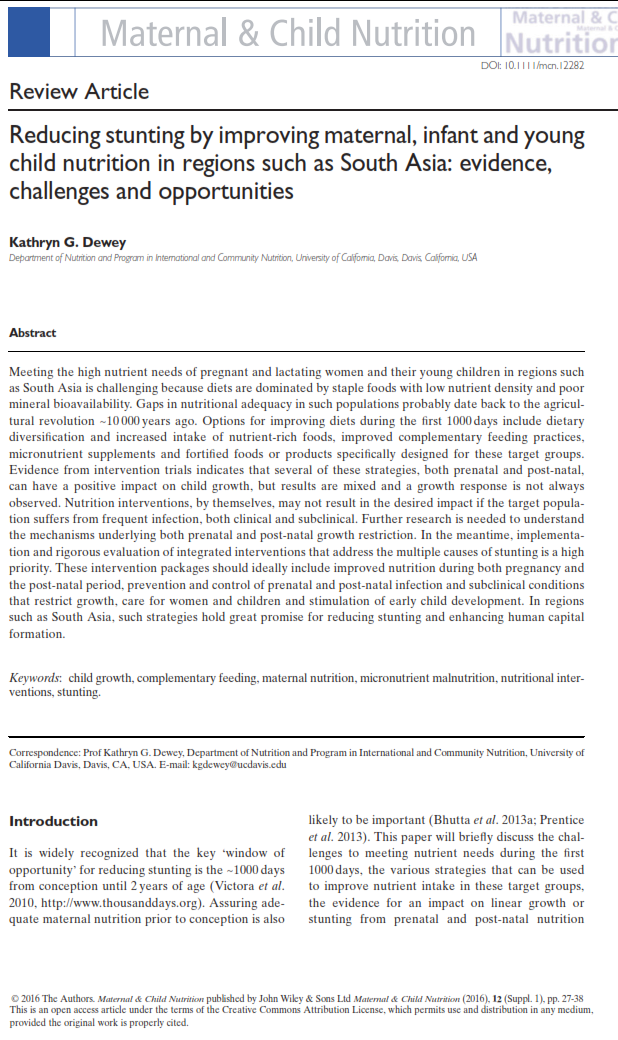 Maternal & Child Nutrition
Maternal & C
Nutrition
DOI: 10.1111/mcn.12282
Review Article
Reducing stunting by improving maternal, infant and young
child nutrition in regions such as South Asia: evidence,
challenges and opportunities
Kathryn G. Dewey
Department of Nutrition and Program in International and Community Nutrition, University of California, Davis, Davis, California, USA
Abstract
Meeting the high nutrient needs of pregnant and lactating women and their young children in regions such
as South Asia is challenging because diets are dominated by staple foods with low nutrient density and poor
mineral bioavailability. Gaps in nutritional adequacy in such populations probably date back to the agricul-
tural revolution ~10 000 years ago. Options for improving diets during the first 1000 days include dietary
diversification and increased intake of nutrient-rich foods, improved complementary feeding practices,
micronutrient supplements and fortified foods or products specifically designed for these target groups.
Evidence from intervention trials indicates that several of these strategies, both prenatal and post-natal,
can have a positive impact on child growth, but results are mixed and a growth response is not always
observed. Nutrition interventions, by themselves, may not result in the desired impact if the target popula-
tion suffers from frequent infection, both clinical and subclinical. Further research is needed to understand
the mechanisms underlying both prenatal and post-natal growth restriction. In the meantime, implementa-
tion and rigorous evaluation of integrated interventions that address the multiple causes of stunting is a high
priority. These intervention packages should ideally include improved nutrition during both pregnancy and
the post-natal period, prevention and control of prenatal and post-natal infection and subclinical conditions
that restrict growth, care for women and children and stimulation of early child development. In regions
such as South Asia, such strategies hold great promise for reducing stunting and enhancing human capital
formation.
Keywords: child growth, complementary feeding, maternal nutrition, micronutrient malnutrition, nutritional inter-
ventions, stunting.
Correspondence: Prof Kathryn G. Dewey, Department of Nutrition and Program in International and Community Nutrition, University of
California Davis, Davis, CA, USA. E-mail: kgdewey@ucdavis.edu
Introduction
It is widely recognized that the key ‘window of
opportunity’ for reducing stunting is the ~1000 days
from conception until 2 years of age (Victora et al.
2010, http://www.thousanddays.org). Assuring ade-
quate maternal nutrition prior to conception is also
likely to be important (Bhutta et al. 2013a; Prentice
et al. 2013). This paper will briefly discuss the chal-
lenges to meeting nutrient needs during the first
1000 days, the various strategies that can be used
to improve nutrient intake in these target groups,
the evidence for an impact on linear growth or
stunting from prenatal and post-natal nutrition
© 2016 The Authors. Maternal & Child Nutrition published by John Wiley & Sons Ltd Maternal & Child Nutrition (2016), 12 (Suppl. 1), pp. 27-38
This is an open access article under the terms of the Creative Commons Attribution License, which permits use and distribution in any medium,
provided the original work is properly cited.